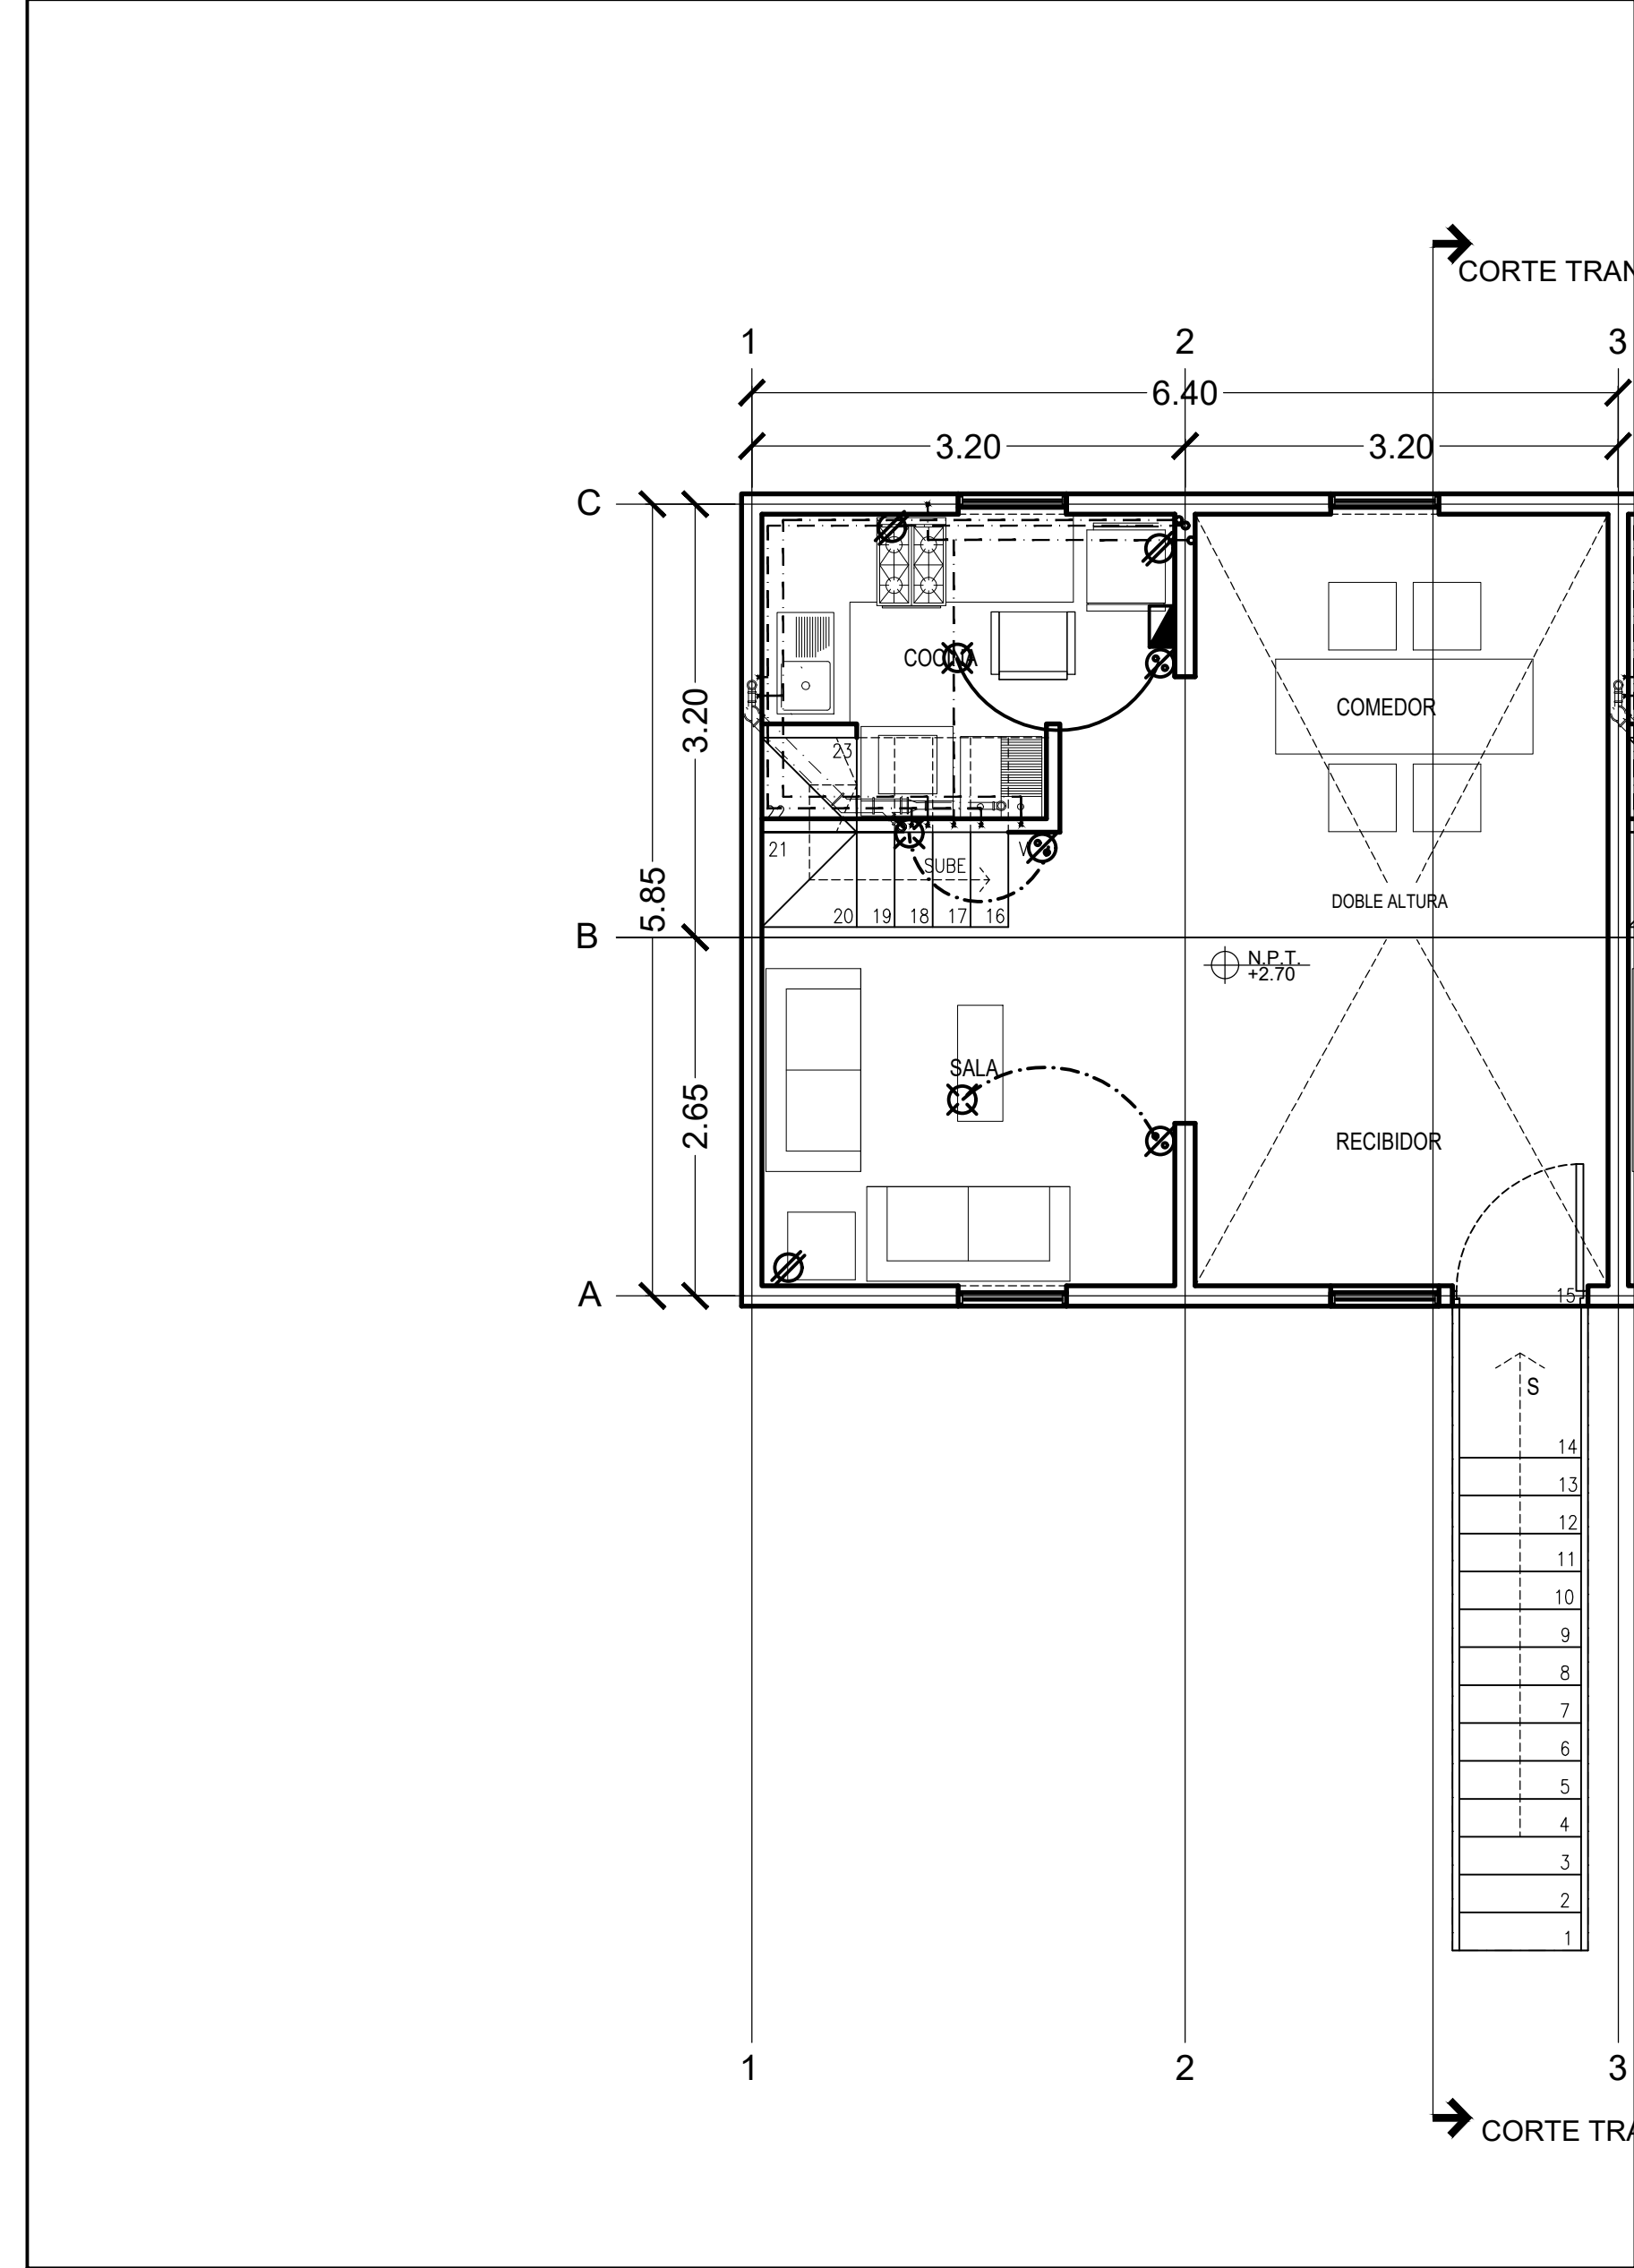 CORTE TRAN
1
2
3
6.40
3.20
3.20
C
COCINA
3.20
COMEDOR
23
22
21
SUBE
V
5.85
DOBLE ALTURA
20
19
18
17
16
B
N.P.T.
+2.70
SALA
2.65
RECIBIDOR
A
15
S
14
13
12
11
10
9
8
7
6
5
4
3
2
1
1
2
3
CORTE TRA